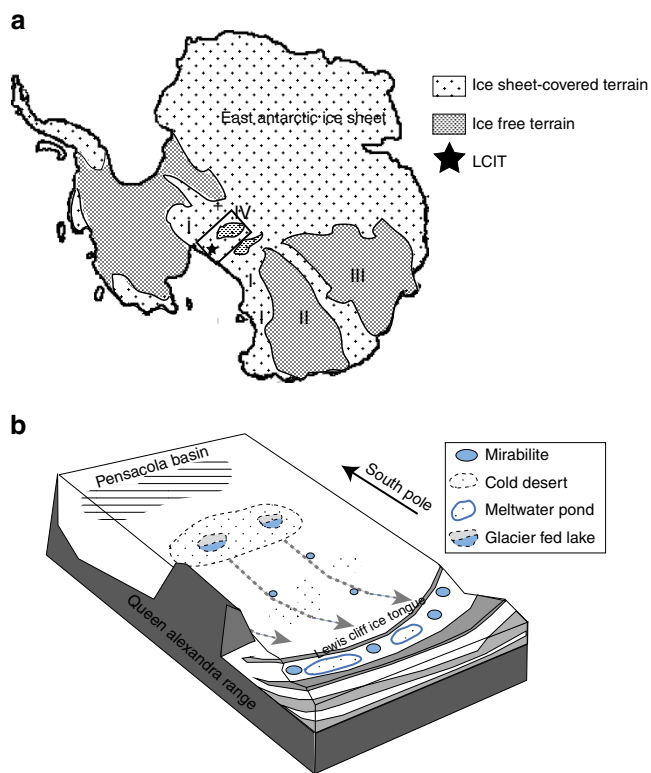 a
Ice sheet-covered terrain
East antarctic ice sheet
Ice free terrain
LCIT
IV
I
III
I
I
II
b
Pensacola basin
South pole
Mirabilite
Cold desert
Meltwater pond
Glacier fed lake
Queen alexandra range
Lewis cliff ice tongue